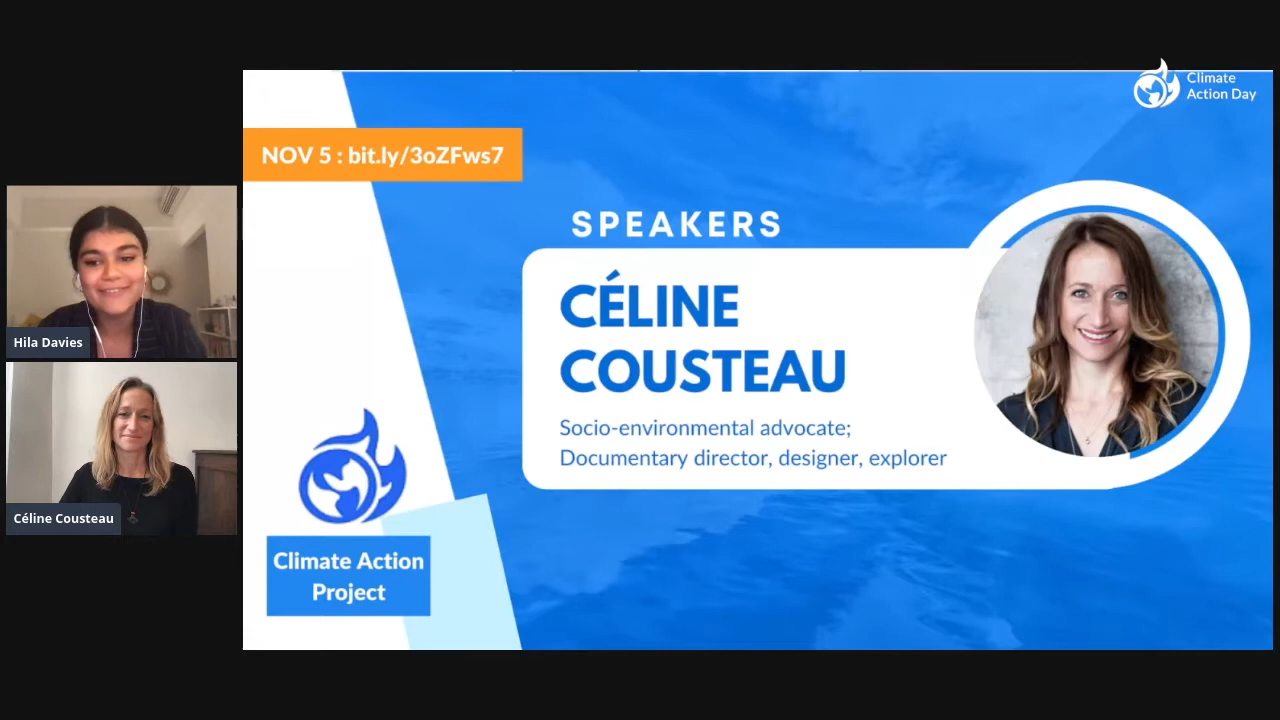 Climate
Action Day
NOV 5 : bit.ly/3oZFws7
SPEAKERS
CÉLINE
COUSTEAU
Socio-environmental advocate;
Documentary director, designer, explorer
Hila Davies
Céline Cousteau
Climate Action
Project